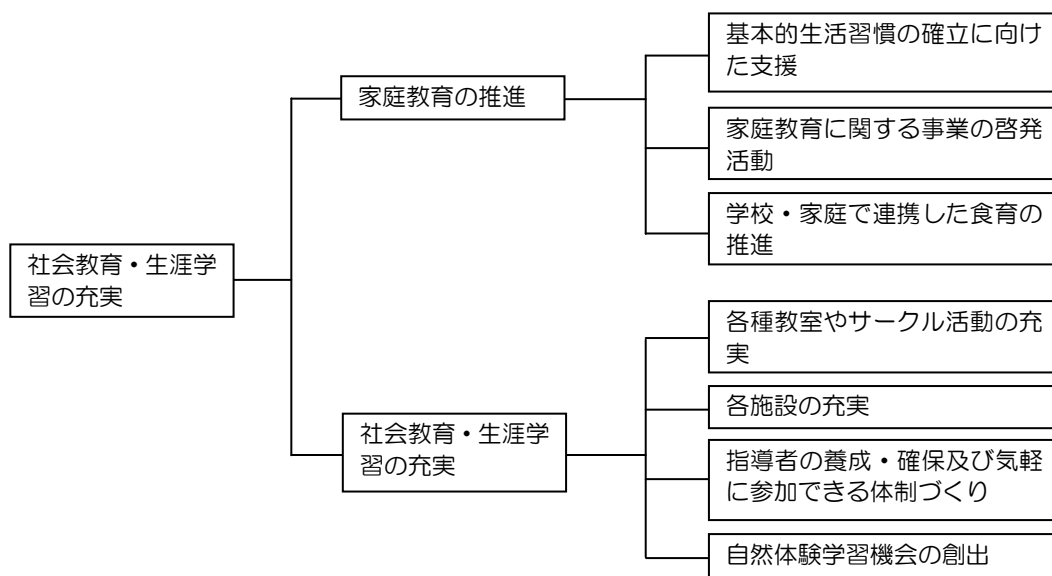 社会教育・生涯学
習の充実
家庭教育の推進
基本的生活習慣の確立に向け
た支援
家庭教育に関する事業の啓発
活動
学校・家庭で連携した食育の
推進
社会教育・生涯学
習の充実
各種教室やサークル活動の充
実
各施設の充実
指導者の養成・確保及び気軽
に参加できる体制づくり
自然体験学習機会の創出